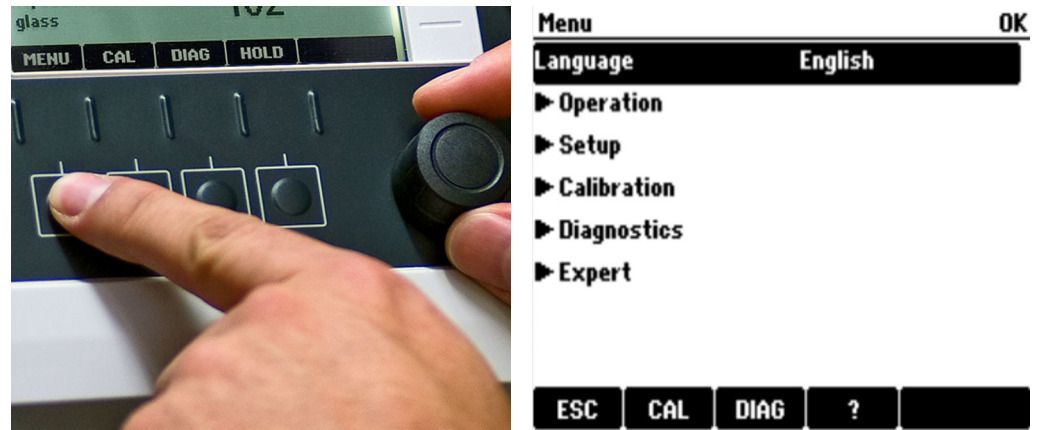 glass
MENU CAL DIAG HOLD
Menu OK
Language English
Operation
Setup
Calibration
Diagnostics
Expert
ESC CAL DIAG ?